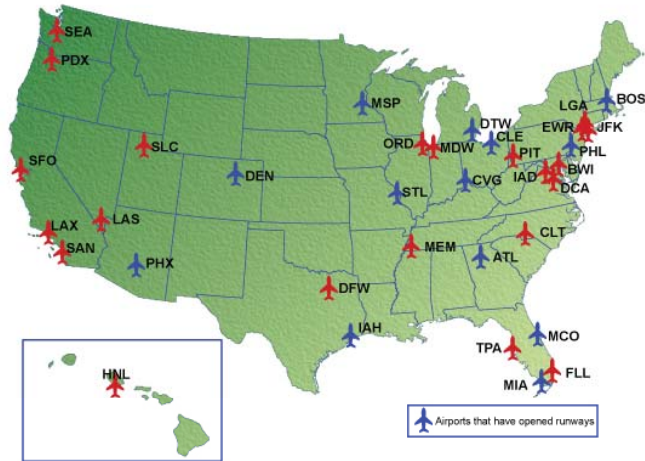 SEA
PDX
MSP
BOS
LGA
DTW
EWR
JFK
CLE
ORD
MDW
PIT
PHL
SLC
SFO
DEN
IAD
BWI
CVG
DCA
STL
LAS
LAX
SAN
MEM
CLT
PHX
ATL
DFW
IAH
MCO
TPA
HNL
FLL
MIA
Airports that have opened runways